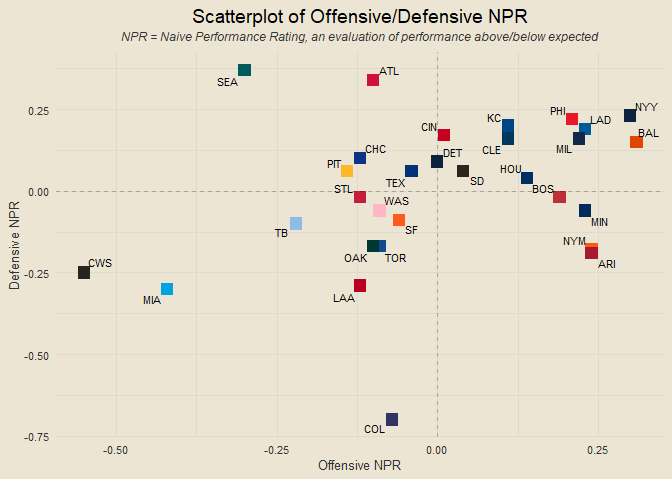 Scatterplot of Offensive/Defensive NPR
NPR = Naive Performance Rating, an evaluation of performance above/below expected
SEA
ATL
NYY
PHI
LAD
BAL
KC
CIN
CLE
MIL
CHC
DET
PIT
TEX
SD
HOU
BOS
STL
WAS
MIN
TB
SF
NYM
OAK
TOR
ARI
CWS
MIA
LAA
COL
0.25
0.00
-0.25
-0.50
-0.75
Defensive NPR
-0.50
-0.25
0.00
0.25
Offensive NPR